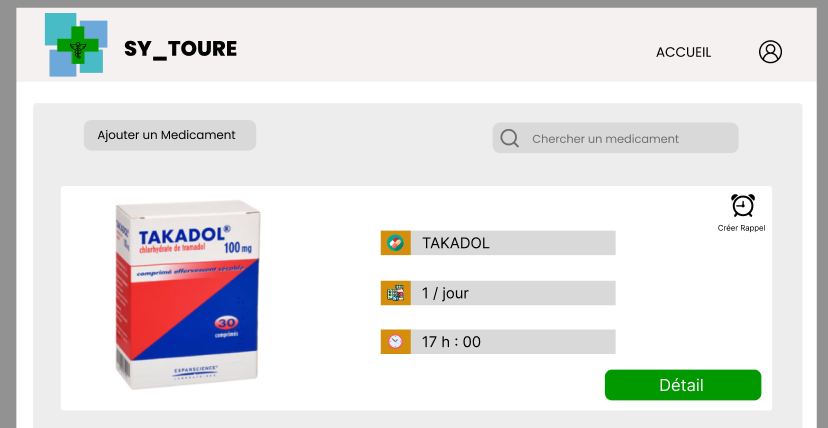 SY_TOURE
ACCUEIL
Ajouter un Medicament
Chercher un medicament
Créer Rappel
TAKADOL®
chlorhydrate de tramadol
100 mg
comprimé effervescent sécable
30
comprimés
EXPANSCIENCE
LABORATOIRES
TAKADOL
1 / jour
17 h : 00
Détail